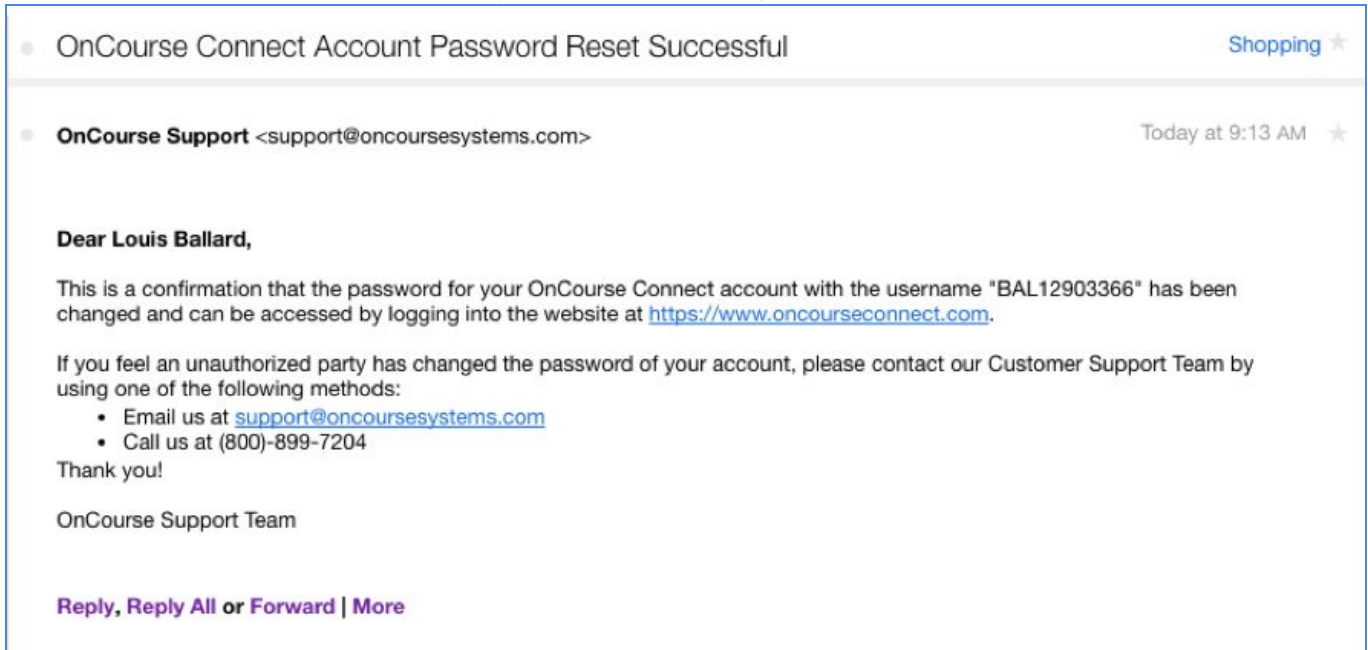 OnCourse Connect Account Password Reset Successful
Shopping
OnCourse Support <support@oncoursesystems.com>
Today at 9:13 AM
Dear Louis Ballard,
This is a confirmation that the password for your OnCourse Connect account with the username "BAL12903366" has been
changed and can be accessed by logging into the website at https://www.oncourseconnect.com.
If you feel an unauthorized party has changed the password of your account, please contact our Customer Support Team by
using one of the following methods:
• Email us at support@oncoursesystems.com
• Call us at (800)-899-7204
Thank you!
OnCourse Support Team
Reply, Reply All or Forward | More